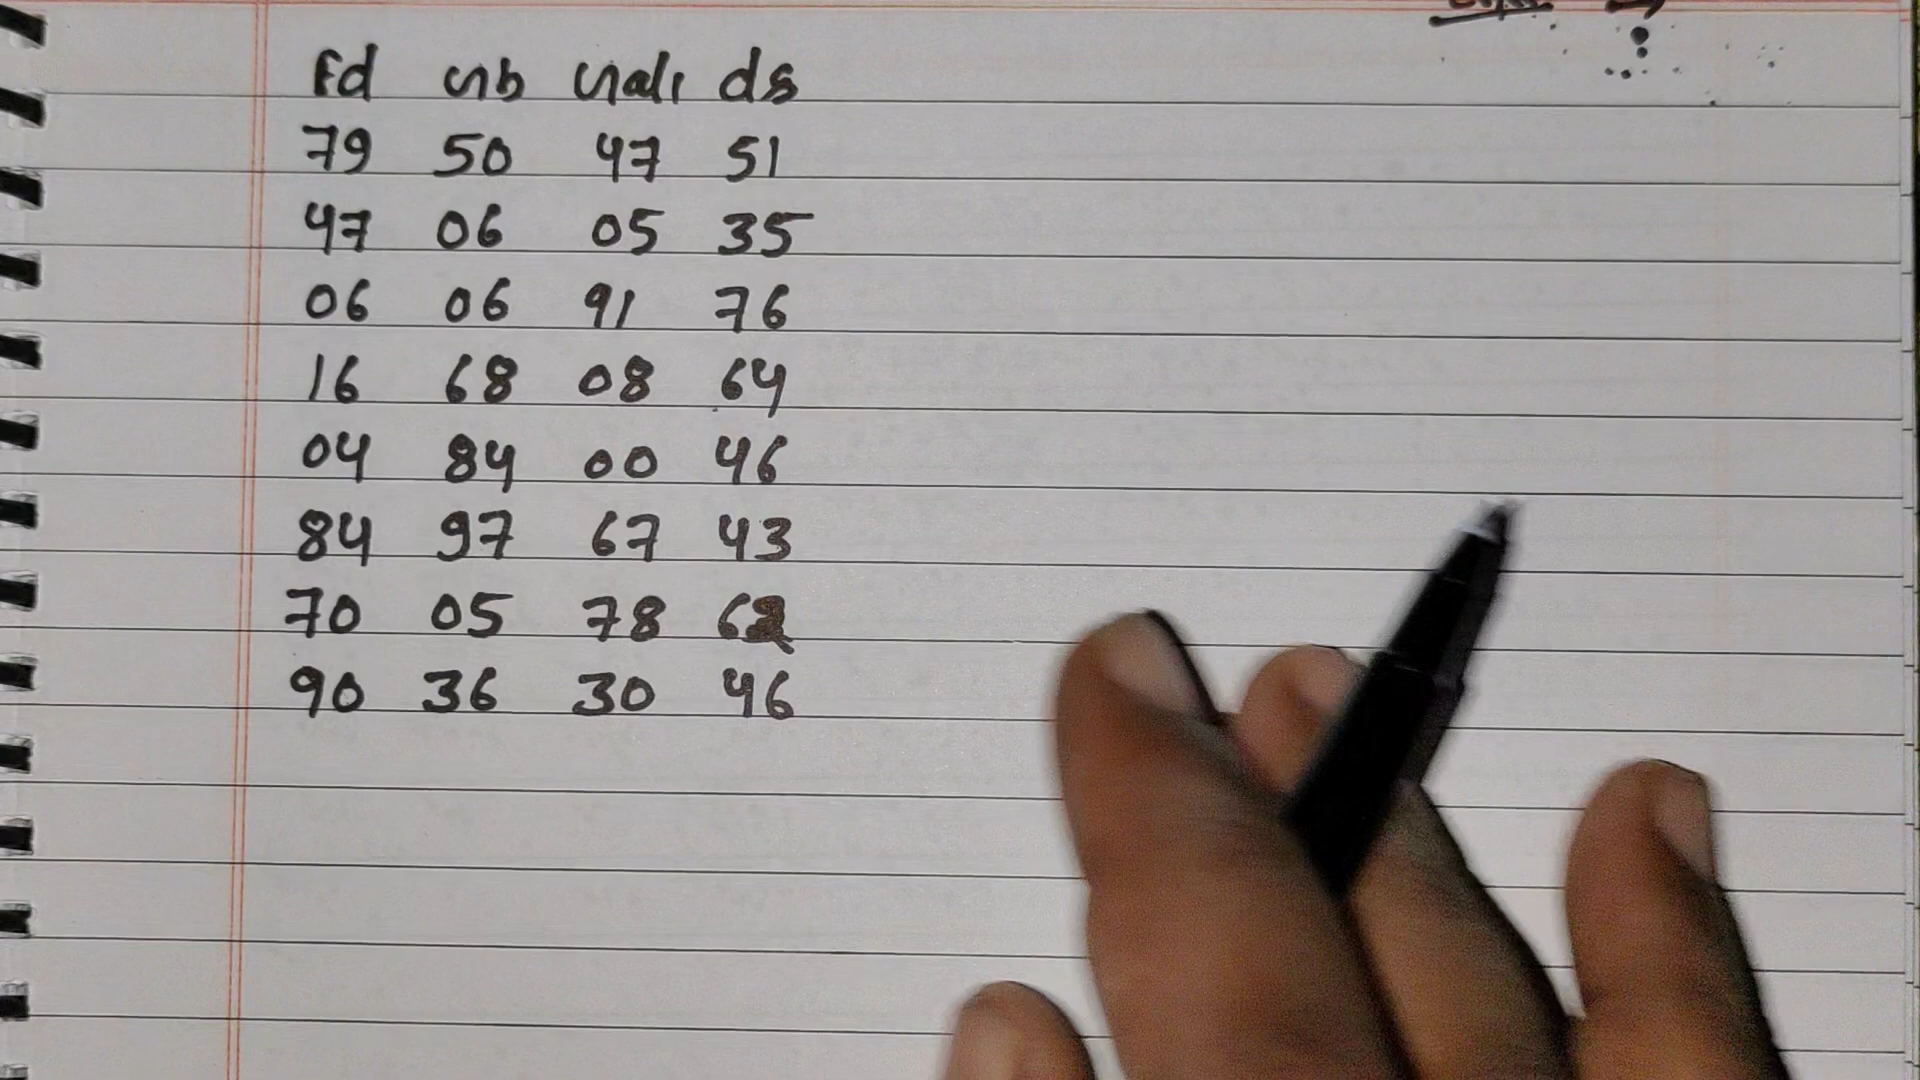 Fd Gb Gali ds
79 50 47 51
47 06 05 35
06 06 91 76
16 68 08 64
04 84 00 46
84 97 67 43
70 05 78 62
90 36 30 46